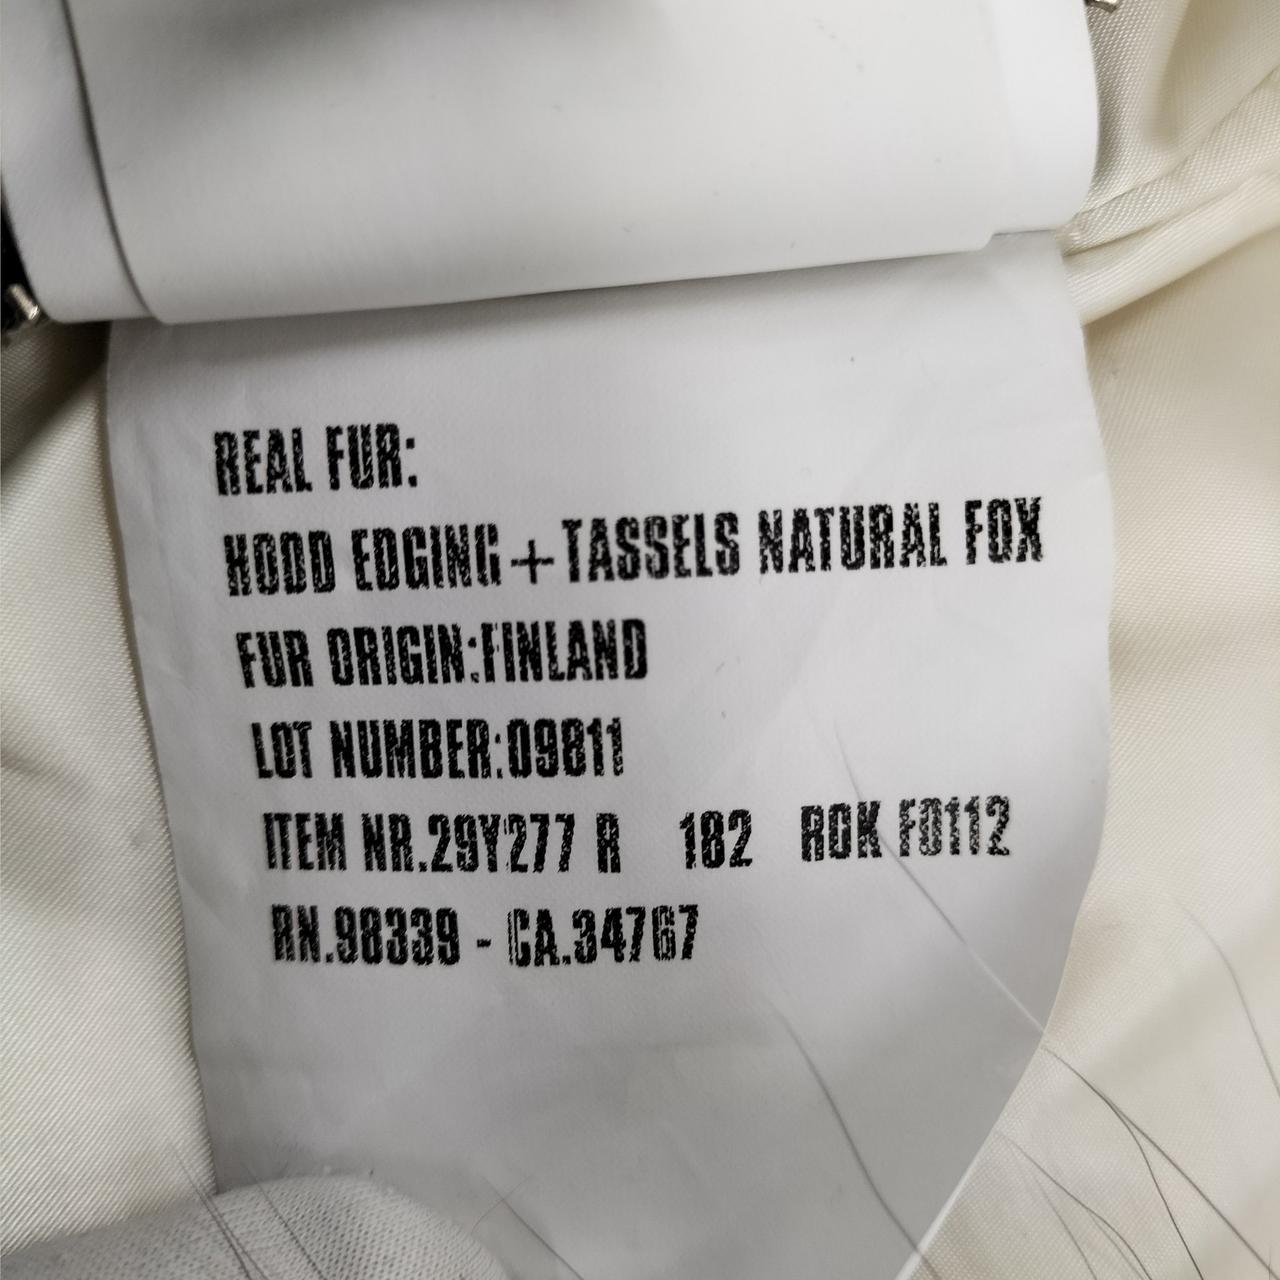 REAL FUR:
HOOD EDGING+TASSELS NATURAL FOX
FUR ORIGIN:FINLAND
LOT NUMBER:09811
ITEM NR.29Y277 R 182 ROK F0112
RN.98339 - CA.34767